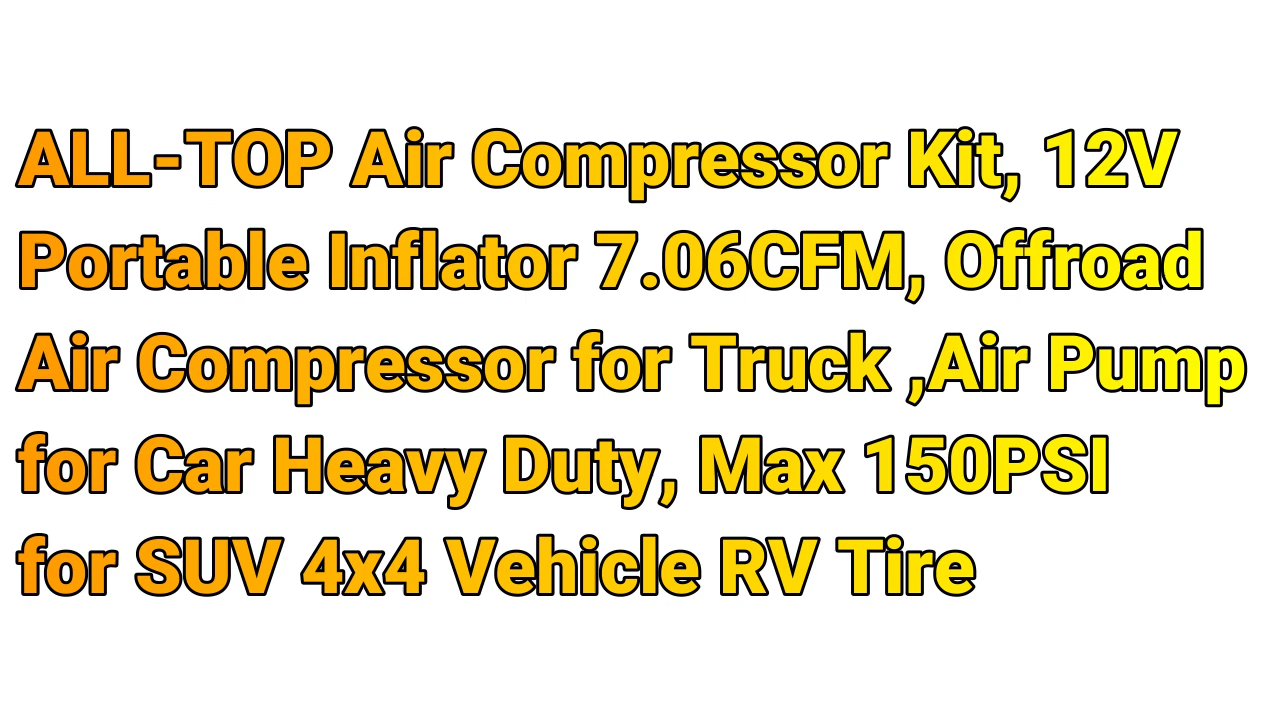 ALL-TOP Air Compressor Kit, 12V
Portable Inflator 7.06CFM, Offroad
Air Compressor for Truck ,Air Pump
for Car Heavy Duty, Max 150PSI
for SUV 4x4 Vehicle RV Tire